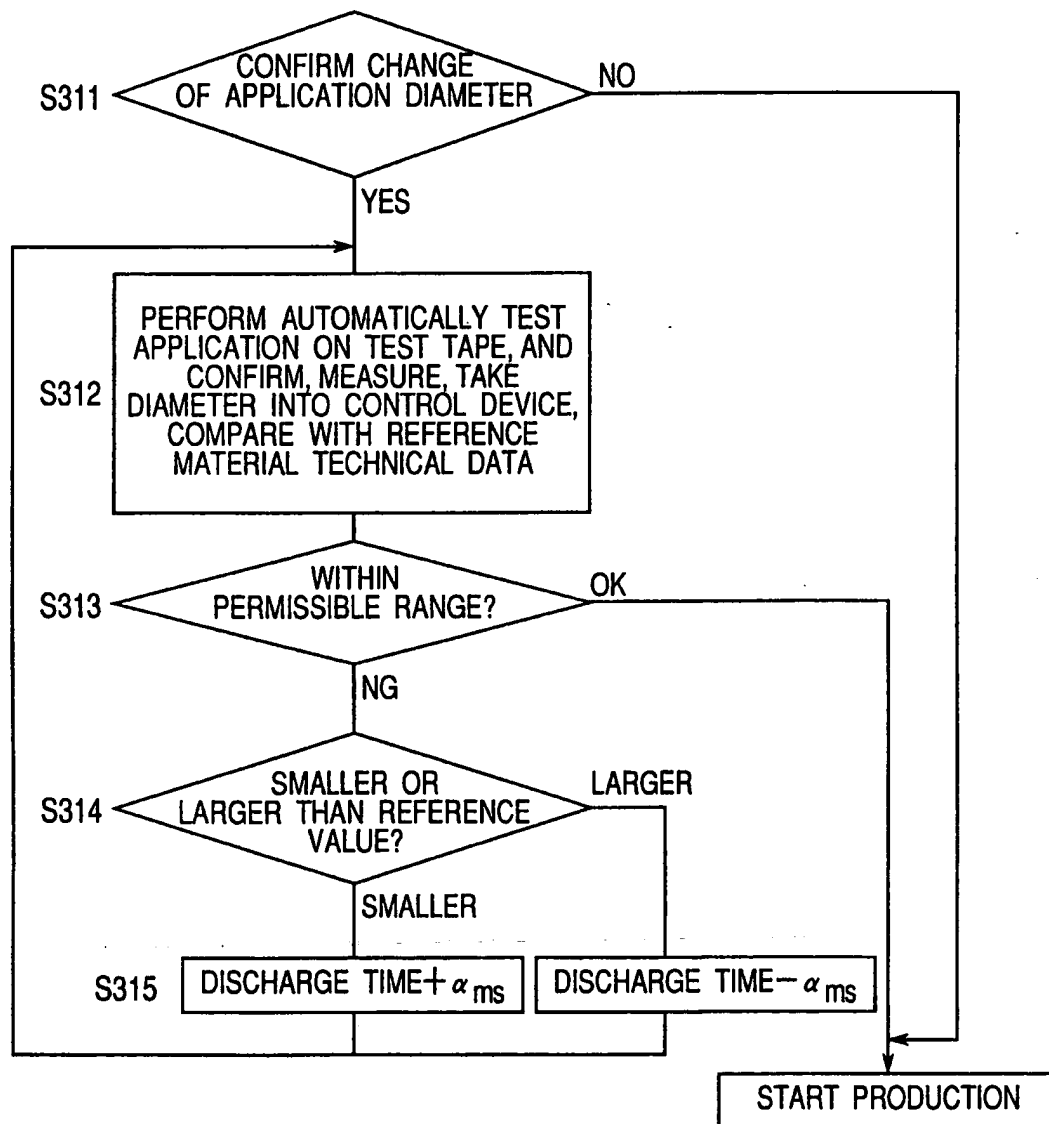 CONFIRM CHANGE
OF APPLICATION DIAMETER
NO
S311
YES
PERFORM AUTOMATICALLY TEST
APPLICATION ON TEST TAPE, AND
CONFIRM, MEASURE, TAKE
DIAMETER INTO CONTROL DEVICE,
COMPARE WITH REFERENCE
MATERIAL TECHNICAL DATA
S312
WITHIN
PERMISSIBLE RANGE?
OK
S313
NG
SMALLER OR
LARGER THAN REFERENCE
VALUE?
LARGER
S314
SMALLER
S315
DISCHARGE TIME+αms
DISCHARGE TIME−αms
START PRODUCTION